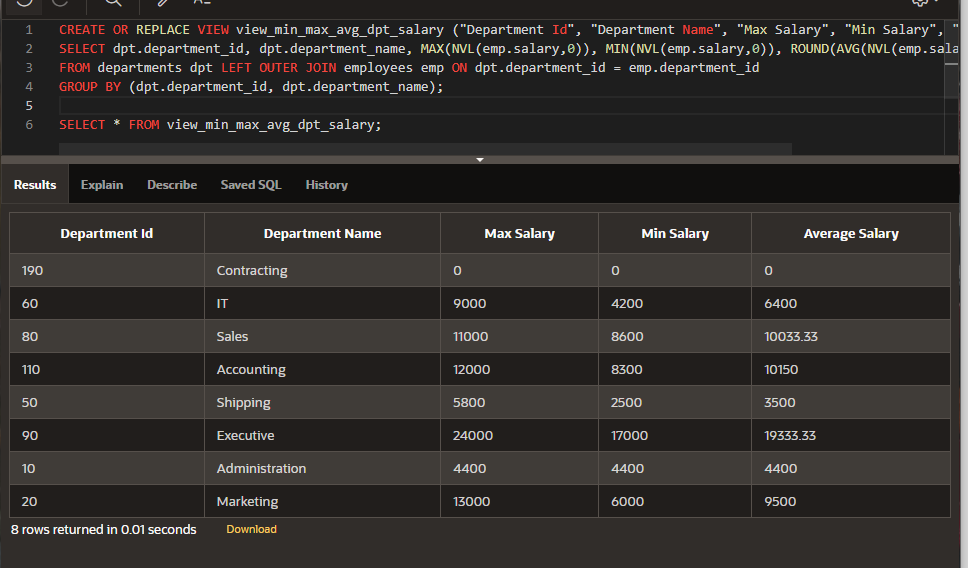 1 CREATE OR REPLACE VIEW view_min_max_avg_dpt_salary ("Department Id", "Department Name", "Max Salary", "Min Salary", "
2 SELECT dpt.department_id, dpt.department_name, MAX(NVL(emp.salary,0)), MIN(NVL(emp.salary,0)), ROUND(AVG(NVL(emp.sala
3 FROM departments dpt LEFT OUTER JOIN employees emp ON dpt.department_id = emp.department_id
4 GROUP BY (dpt.department_id, dpt.department_name);
5
6 SELECT * FROM view_min_max_avg_dpt_salary;
Results Explain Describe Saved SQL History
Department Id Department Name Max Salary Min Salary Average Salary
190 Contracting 0 0 0
60 IT 9000 4200 6400
80 Sales 11000 8600 10033.33
110 Accounting 12000 8300 10150
50 Shipping 5800 2500 3500
90 Executive 24000 17000 19333.33
10 Administration 4400 4400 4400
20 Marketing 13000 6000 9500
8 rows returned in 0.01 seconds Download